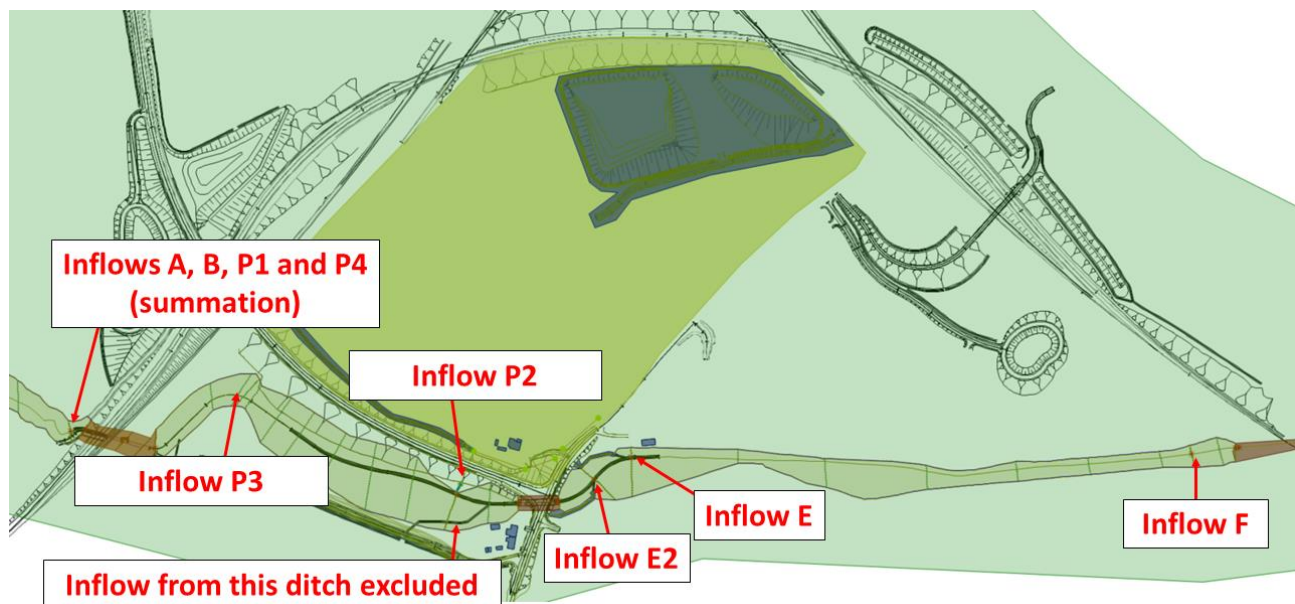 Inflows A, B, P1 and P4
(summation)
Inflow P2
Inflow P3
Inflow E
Inflow F
Inflow E2
Inflow from this ditch excluded